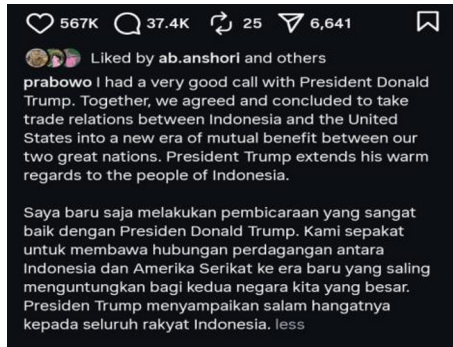 567K 37.4K 25 6,641
Liked by ab.anshori and others
prabowo I had a very good call with President Donald
Trump. Together, we agreed and concluded to take
trade relations between Indonesia and the United
States into a new era of mutual benefit between our
two great nations. President Trump extends his warm
regards to the people of Indonesia.
Saya baru saja melakukan pembicaraan yang sangat
baik dengan Presiden Donald Trump. Kami sepakat
untuk membawa hubungan perdagangan antara
Indonesia dan Amerika Serikat ke era baru yang saling
menguntungkan bagi kedua negara kita yang besar.
Presiden Trump menyampaikan salam hangatnya
kepada seluruh rakyat Indonesia. less